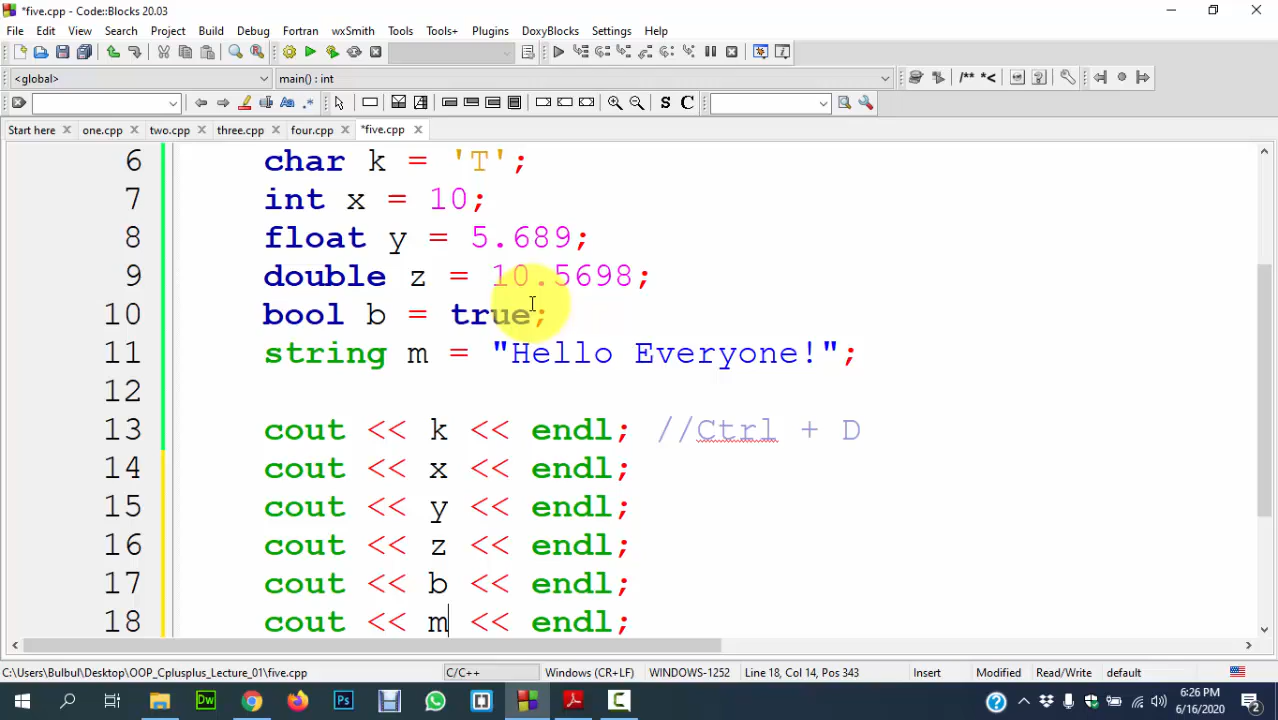 *five.cpp - Code::Blocks 20.03
File Edit View Search Project Build Debug Fortran wxSmith Tools Tools+ Plugins DoxyBlocks Settings Help
<global> main() : int /** *<
S C
Start here one.cpp two.cpp three.cpp four.cpp *five.cpp
6 char k = 'T';
7 int x = 10;
8 float y = 5.689;
9 double z = 10.5698;
10 bool b = true;
11 string m = "Hello Everyone!";
12
13 cout << k << endl; //Ctrl + D
14 cout << x << endl;
15 cout << y << endl;
16 cout << z << endl;
17 cout << b << endl;
18 cout << m << endl;
C:\Users\Bulbul\Desktop\OOP_Cplusplus_Lecture_01\five.cpp C/C++ Windows (CR+LF) WINDOWS-1252 Line 18, Col 14, Pos 343 Insert Modified Read/Write default
Dw Ps 6:26 PM
6/16/2020 2